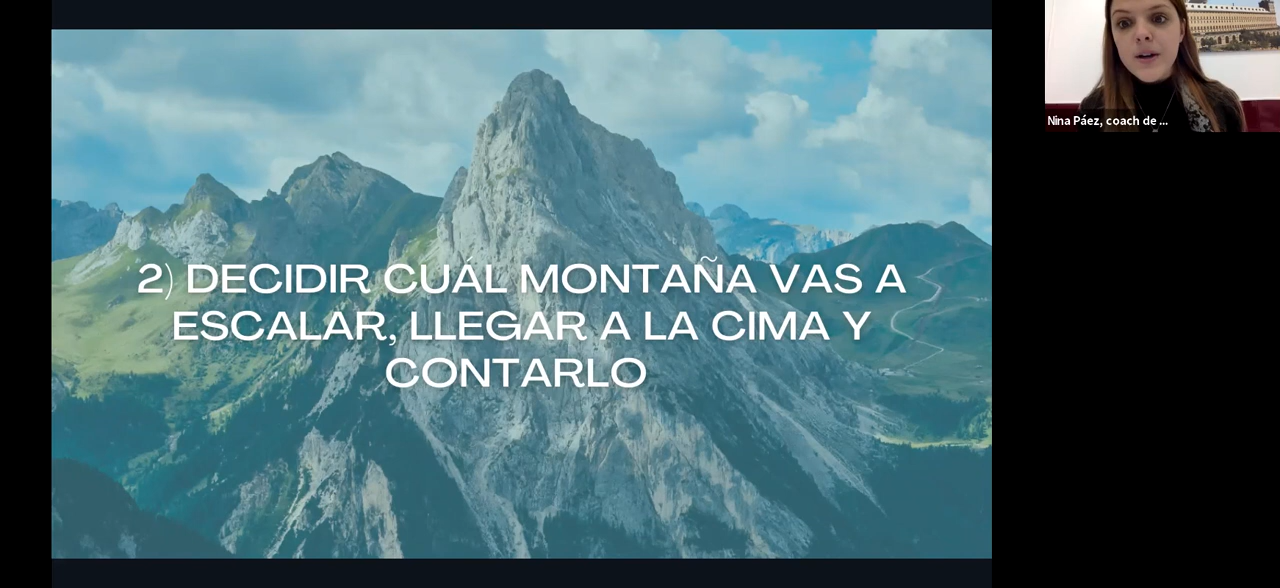 2) DECIDIR CUÁL MONTAÑA VAS A
ESCALAR, LLEGAR A LA CIMA Y
CONTARLO
Nina Páez, coach de ...